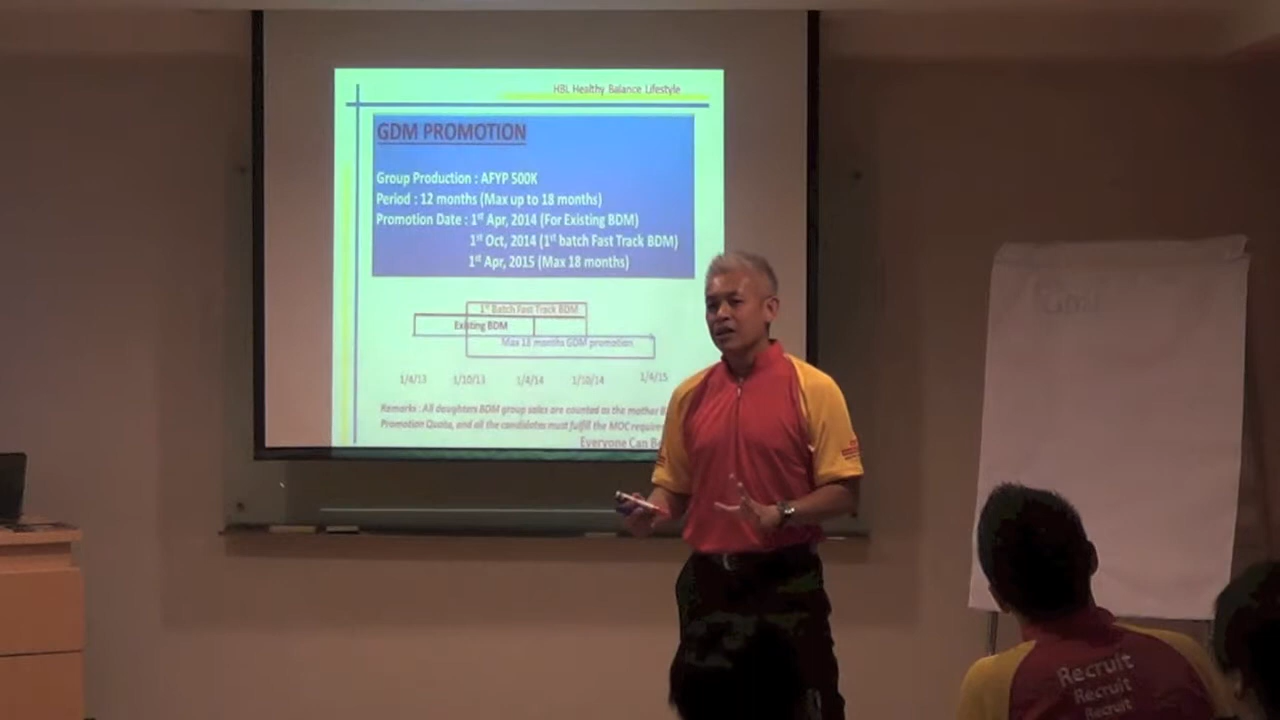 HBL Healthy Balance Lifestyle
GDM PROMOTION
Group Production : AFYP 500K
Period : 12 months (Max up to 18 months)
Promotion Date : 1st Apr, 2014 (For Existing BDM)
1st Oct, 2014 (1st batch Fast Track BDM)
1st Apr, 2015 (Max 18 months)
1st Batch Fast Track BDM
Existing BDM
Max 18 months GDM promotion
1/4/13 1/10/13 1/4/14 1/10/14 1/4/15
Remarks : All daughters BDM group sales are counted to the mother
Promotion Quota, and all the candidates must fulfill the MOC
Everyone Can
Recruit
Recruit
Recruit